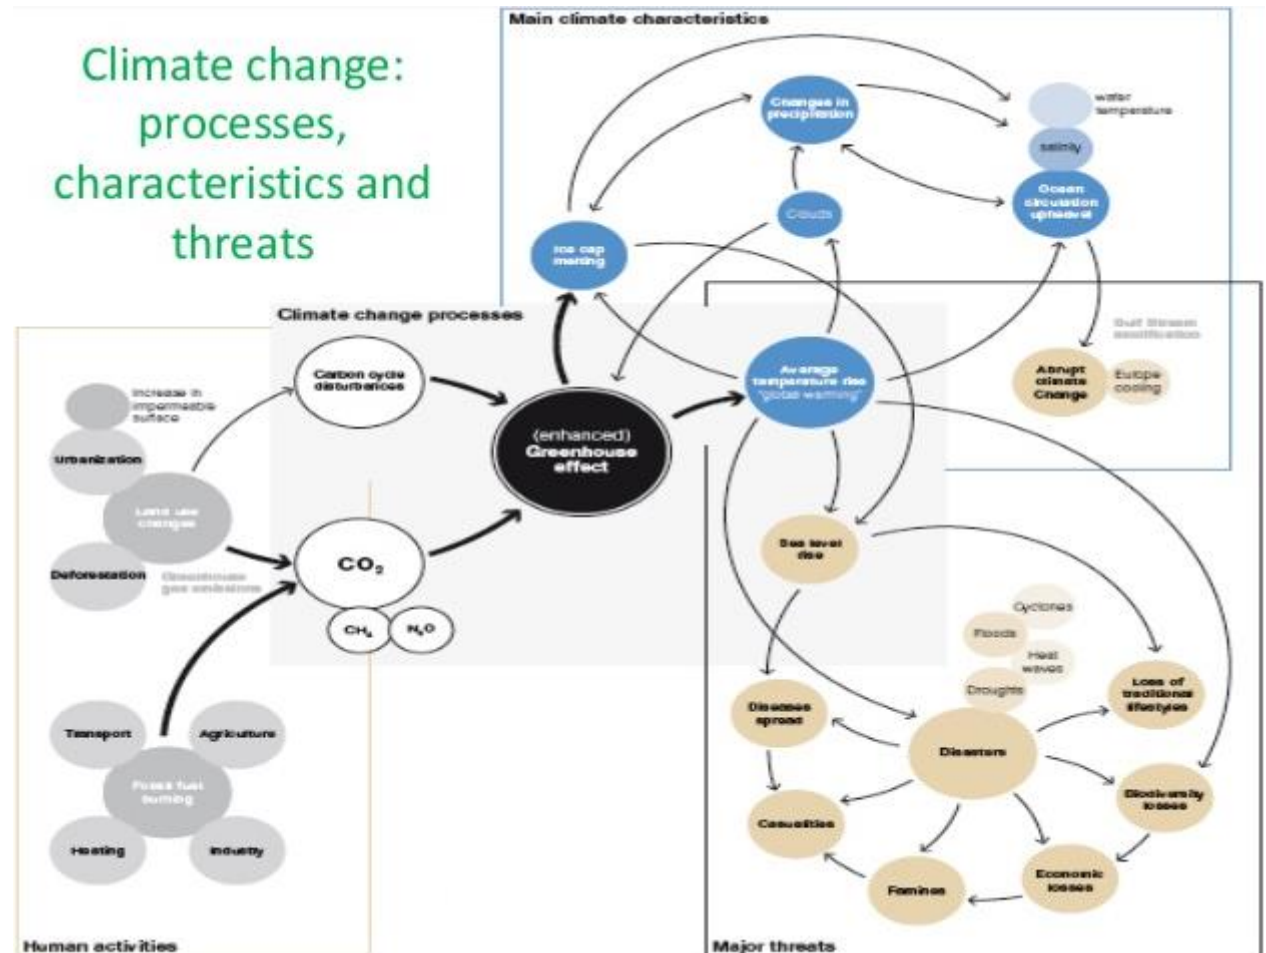 Climate change:
processes,
characteristics and
threats
Main climate characteristics
Changes in
precipitation
water
temperature
salinity
Ocean
circulation
upheaval
Clouds
Ice cap
melting
Climate change processes
Carbon cycle
disturbances
(enhanced)
Greenhouse
effect
Average
temperature rise
"global warming"
Gulf Stream
modification
Abrupt
climate
Change
Europe
cooling
Increase in
impermeable
surface
Urbanization
Land use
changes
Deforestation
Greenhouse
gas emissions
CO₂
CH₄
N₂O
Sea level
rise
Cyclones
Floods
Heat
waves
Droughts
Diseases
spread
Disasters
Loss of
traditional
lifestyles
Biodiversity
losses
Casualities
Famines
Economic
losses
Transport
Agriculture
Fossil fuel
burning
Heating
Industry
Human activities
Major threats